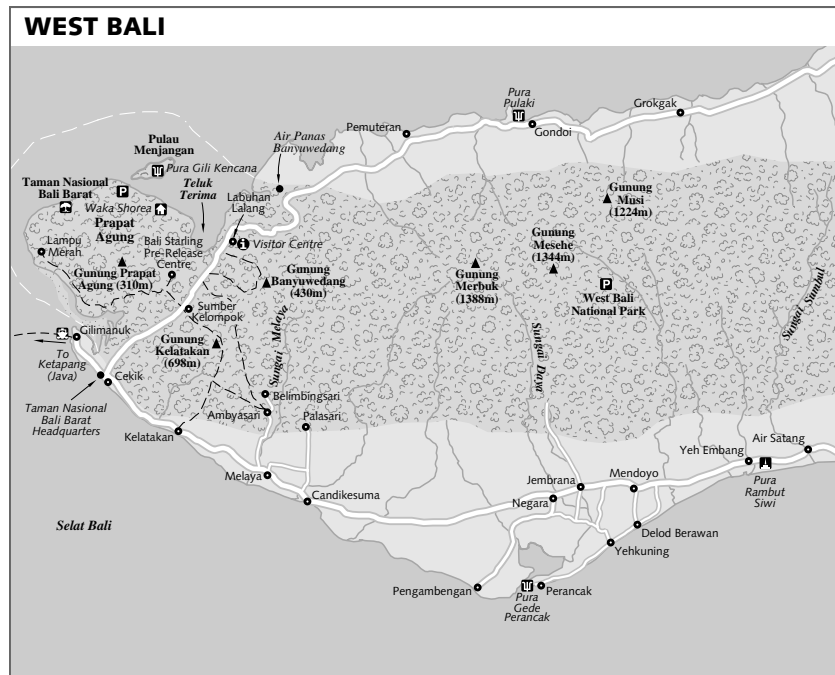 WEST BALI
Pura
Pulaki
Grokgak
Pemuteran
Gondoi
Air Panas
Banyuwedang
Pulau
Menjangan
Pura Gili Kencana
Teluk
Terima
Taman Nasional
Bali Barat
P
Waka Shorea
Labuhan
Lalang
Gunung
Musi
(1224m)
Prapat
Agung
Lampu
Merah
Bali Starling
Pre-Release
Centre
i
Visitor Centre
Gunung
Mesehe
(1344m)
Gunung Prapat
Agung (310m)
Gunung
Banyuwedang
(430m)
Gunung
Merbuk
(1388m)
P
West Bali
National Park
Sungai Sumbul
Sumber
Kelompok
Sungai Melaya
Gilimanuk
To
Ketapang
(Java)
Gunung
Kelatakan
(698m)
Sungai Daya
Cekik
Taman Nasional
Bali Barat
Headquarters
Belimbingsari
Ambyasari
Palasari
Kelatakan
Yeh Embang
Air Satang
Melaya
Jembrana
Mendoyo
Pura
Rambut
Siwi
Candikesuma
Negara
Selat Bali
Delod Berawan
Yehkuning
Pengambengan
Perancak
Pura
Gede
Perancak